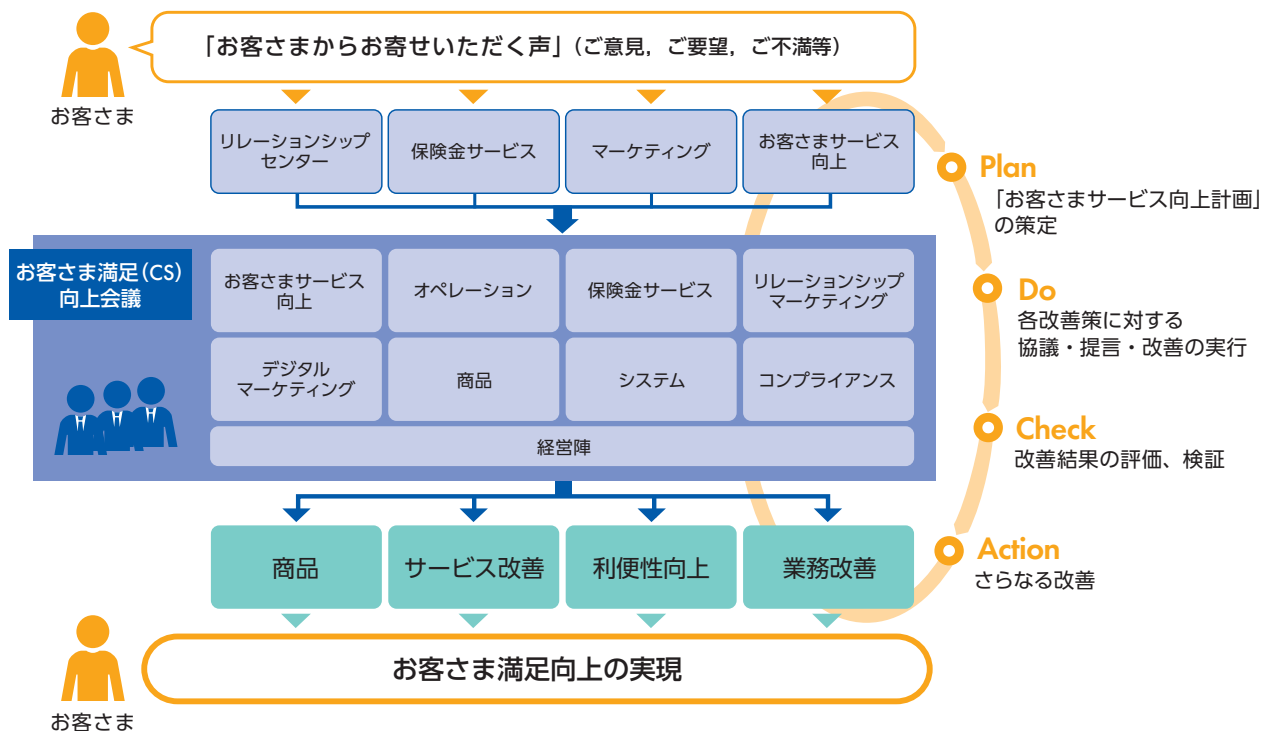 「お客さまからお寄せいただく声」（ご意見，ご要望，ご不満等）
お客さま
リレーションシップ
センター
保険金サービス
マーケティング
お客さまサービス
向上
Plan
「お客さまサービス向上計画」
の策定
お客さま満足（CS）
向上会議
お客さまサービス
向上
オペレーション
保険金サービス
リレーションシップ
マーケティング
Do
各改善策に対する
協議・提言・改善の実行
デジタル
マーケティング
商品
システム
コンプライアンス
経営陣
Check
改善結果の評価、検証
商品
サービス改善
利便性向上
業務改善
Action
さらなる改善
お客さま満足向上の実現
お客さま